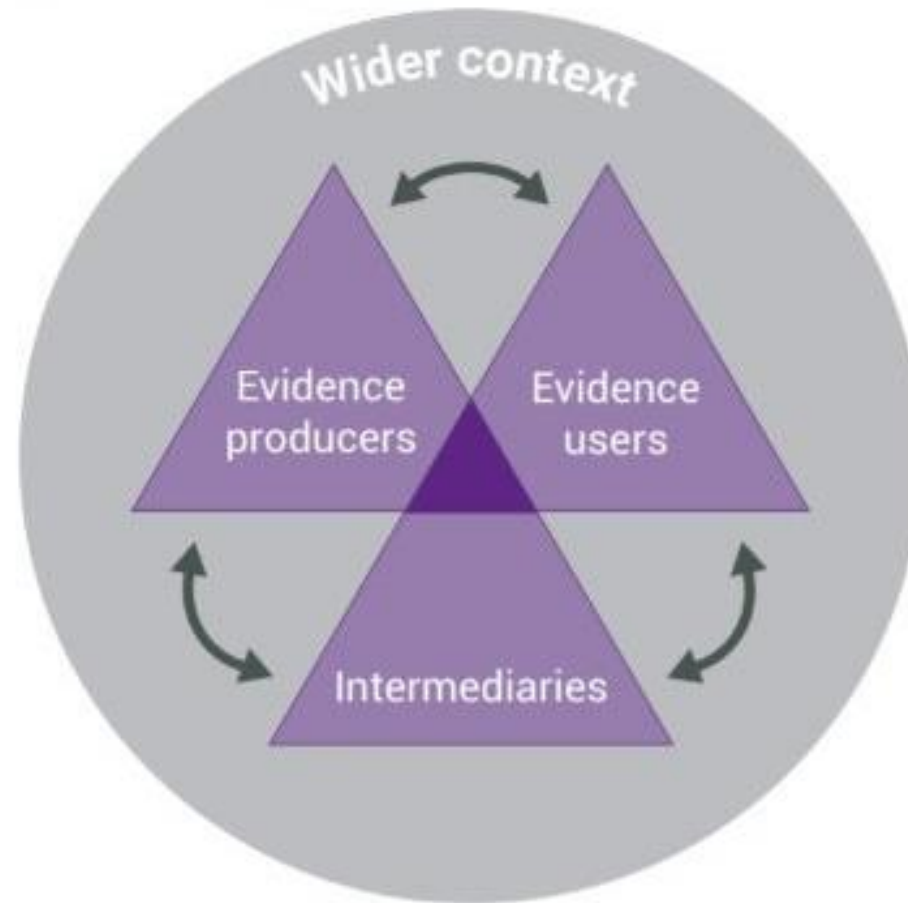 Wider context
Evidence
producers
Evidence
users
Intermediaries